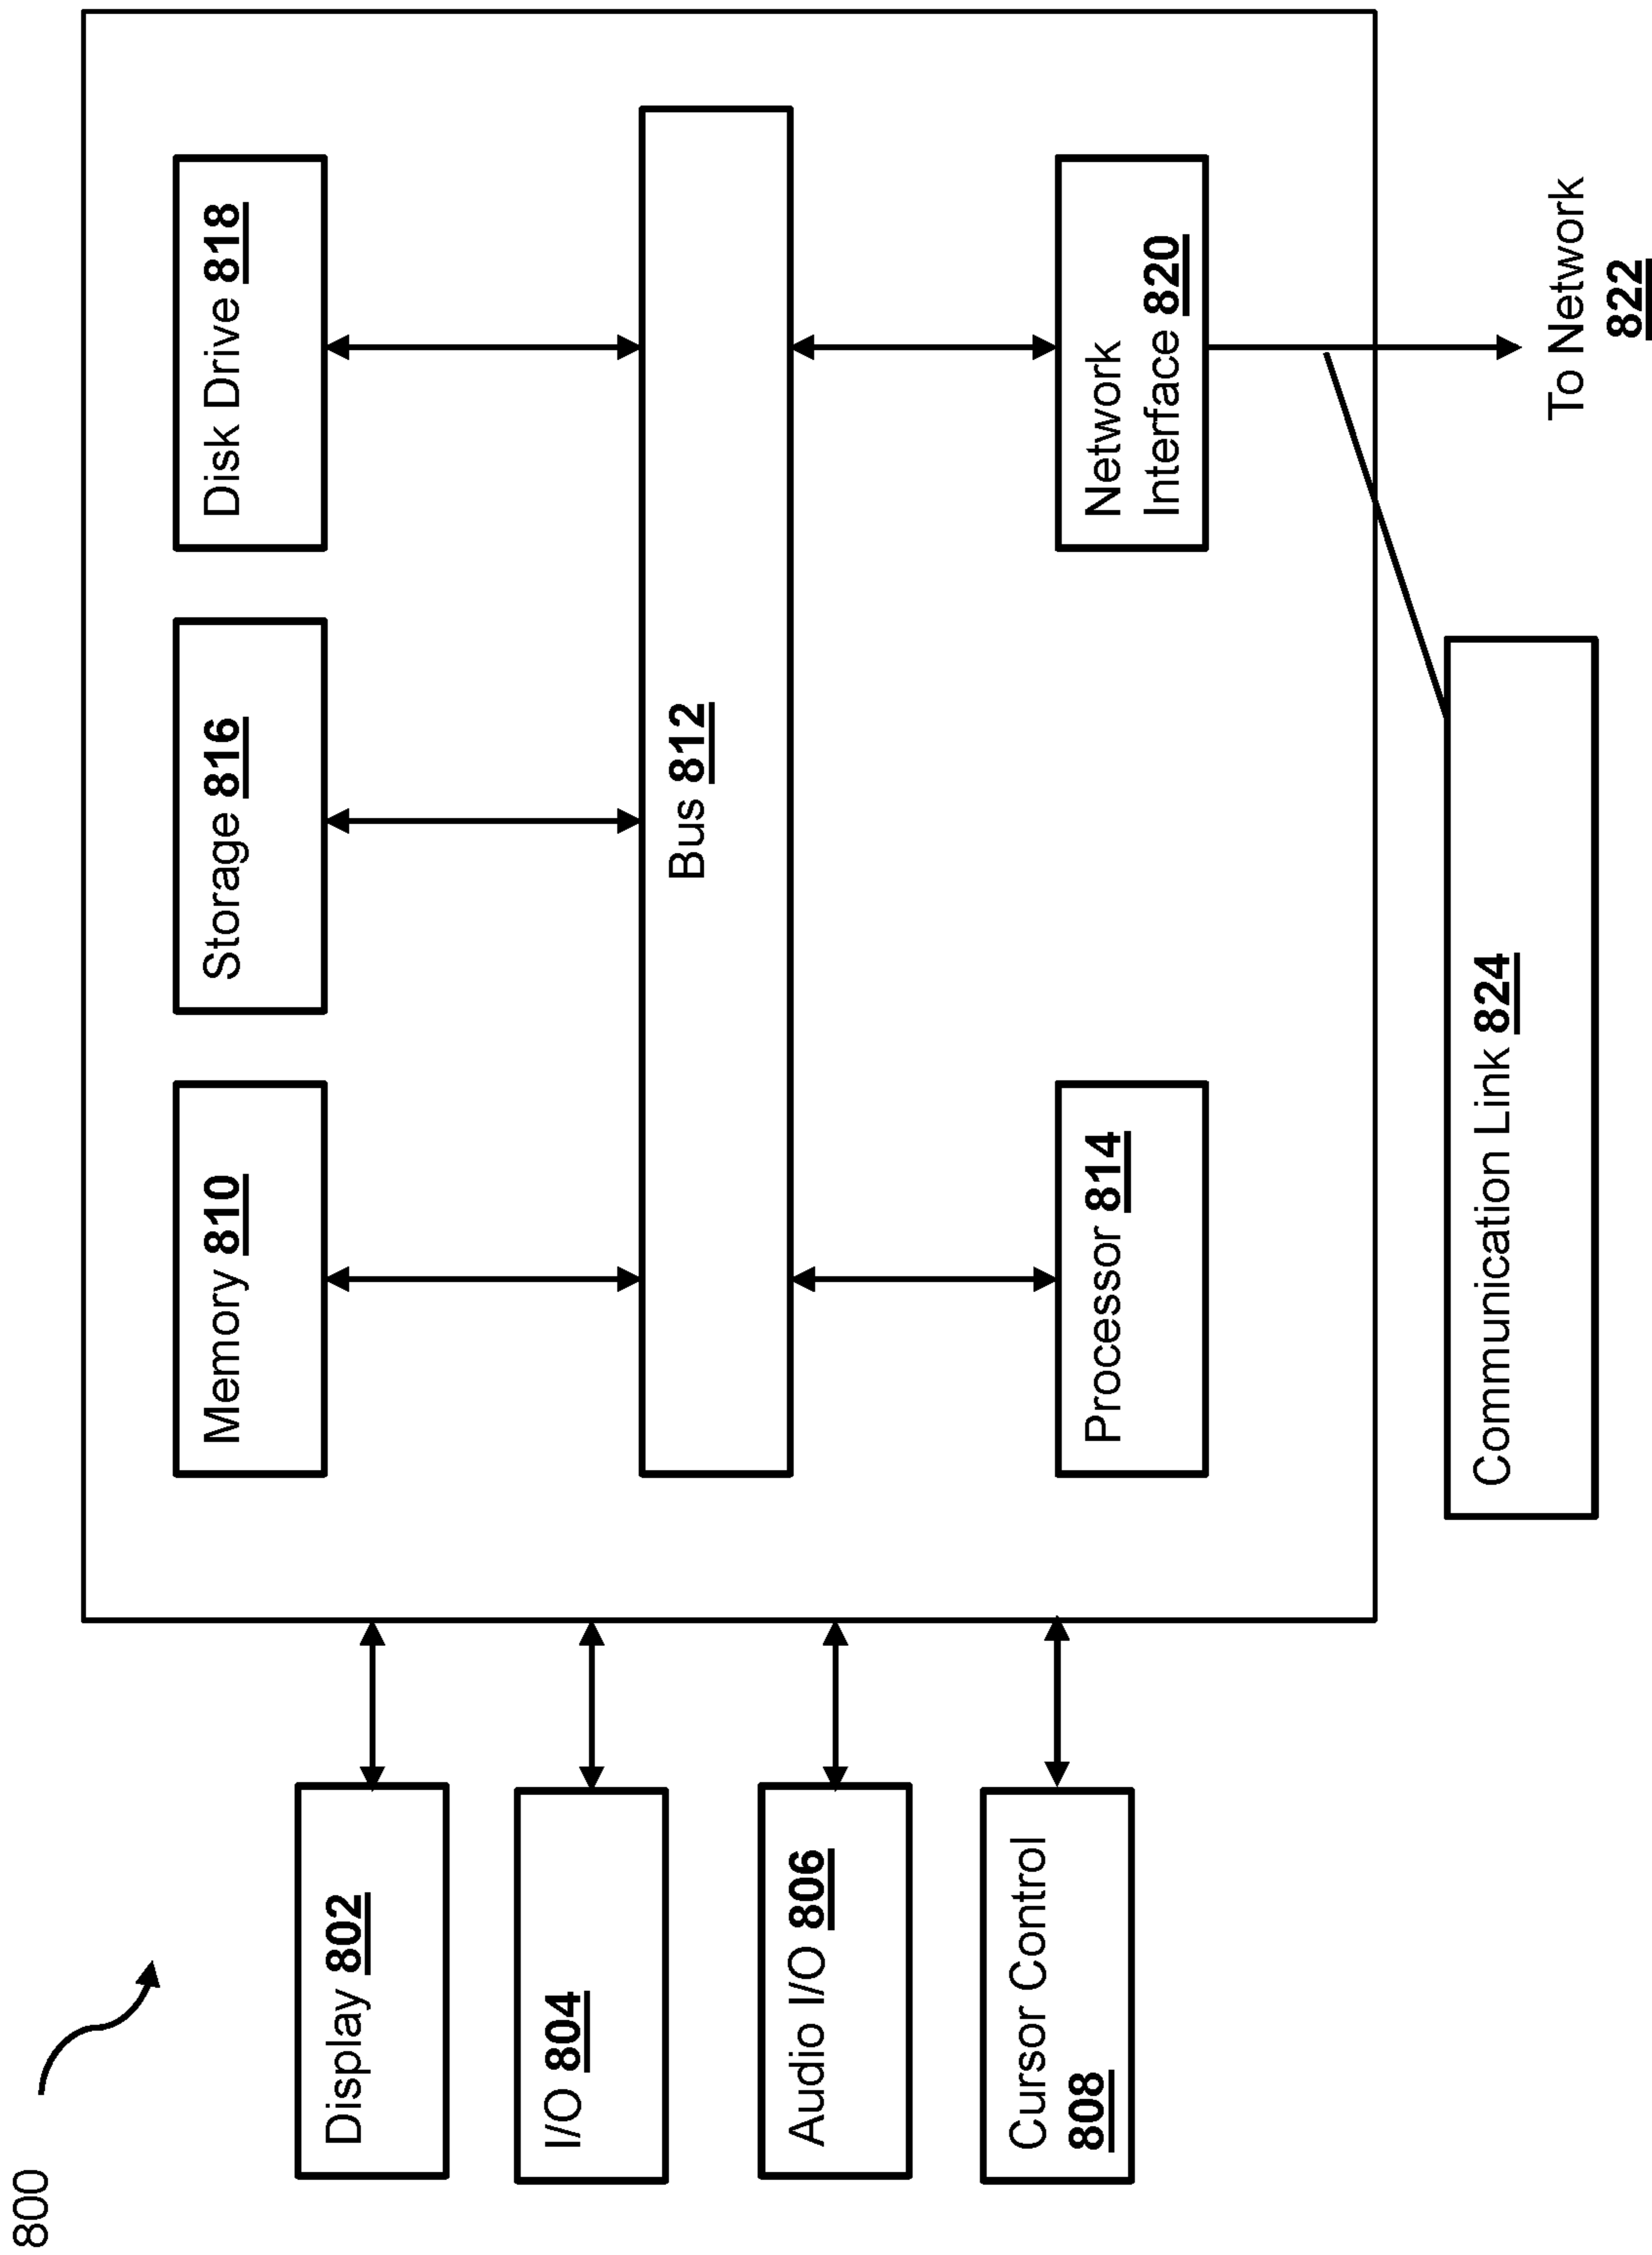 800
Display 802
I/O 804
Audio I/O 806
Cursor Control
808
Memory 810
Storage 816
Disk Drive 818
Bus 812
Processor 814
Network
Interface 820
Communication Link 824
To Network
822